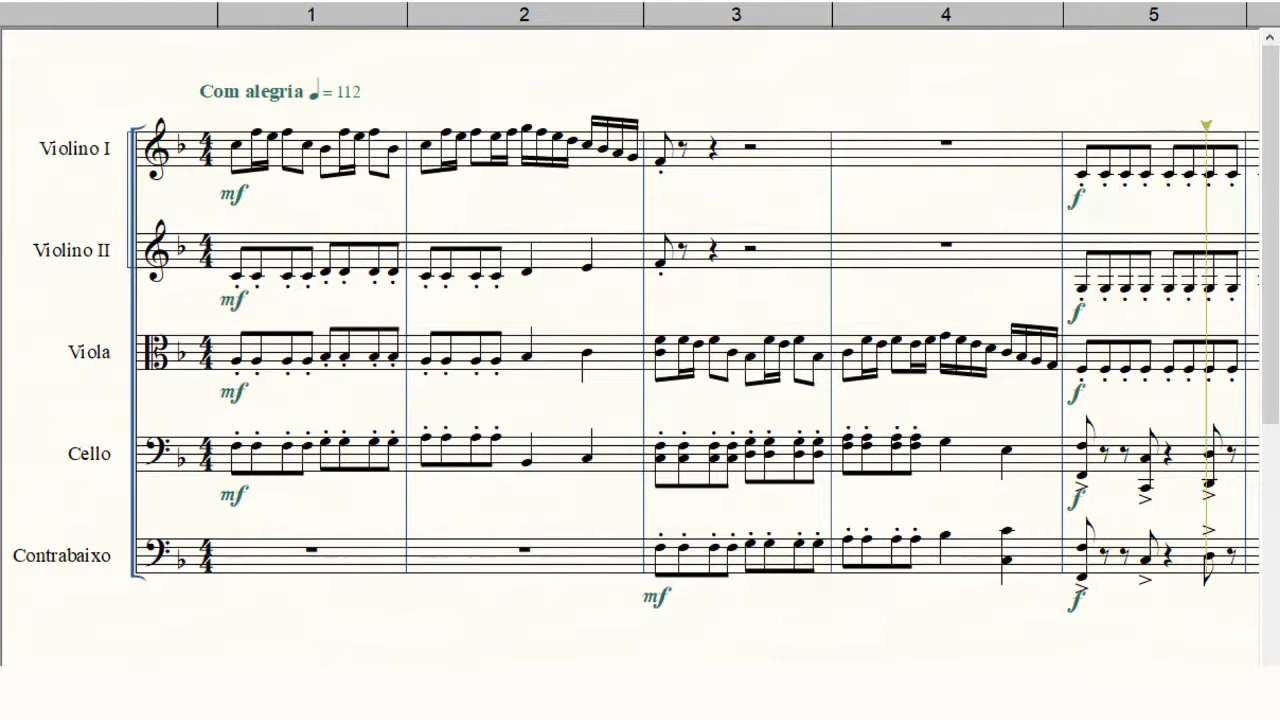 1 2 3 4 5
Com alegria ♩= 112
Violino I
mf
f
Violino II
mf
f
Viola
mf
f
Cello
mf
f
Contrabaixo
mf
f